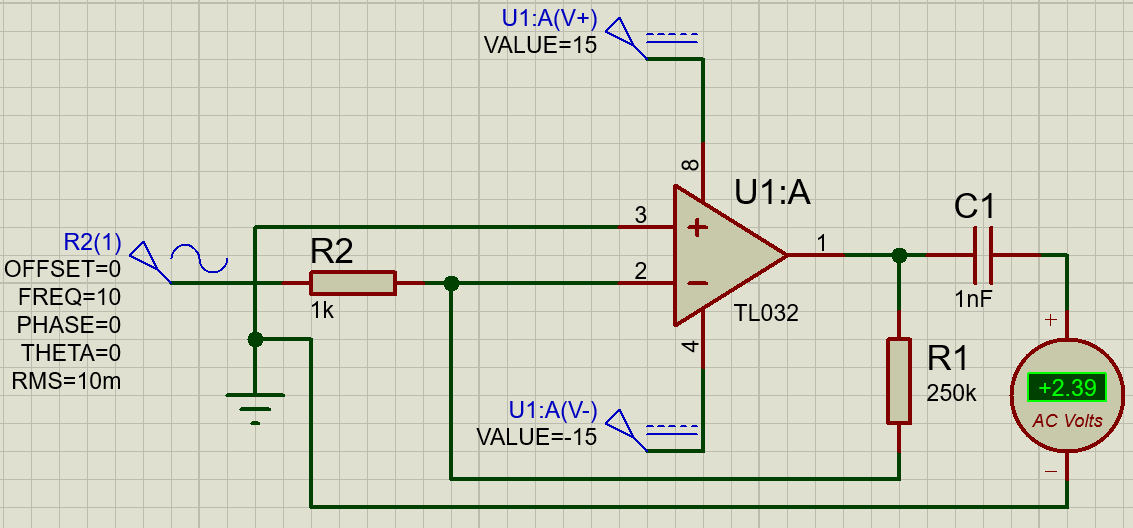 U1:A(V+)
VALUE=15
8
U1:A
3
+
2
−
1
TL032
4
R2(1)
OFFSET=0
FREQ=10
PHASE=0
THETA=0
RMS=10m
R2
1k
C1
1nF
R1
250k
+
+2.39
AC Volts
−
U1:A(V-)
VALUE=-15